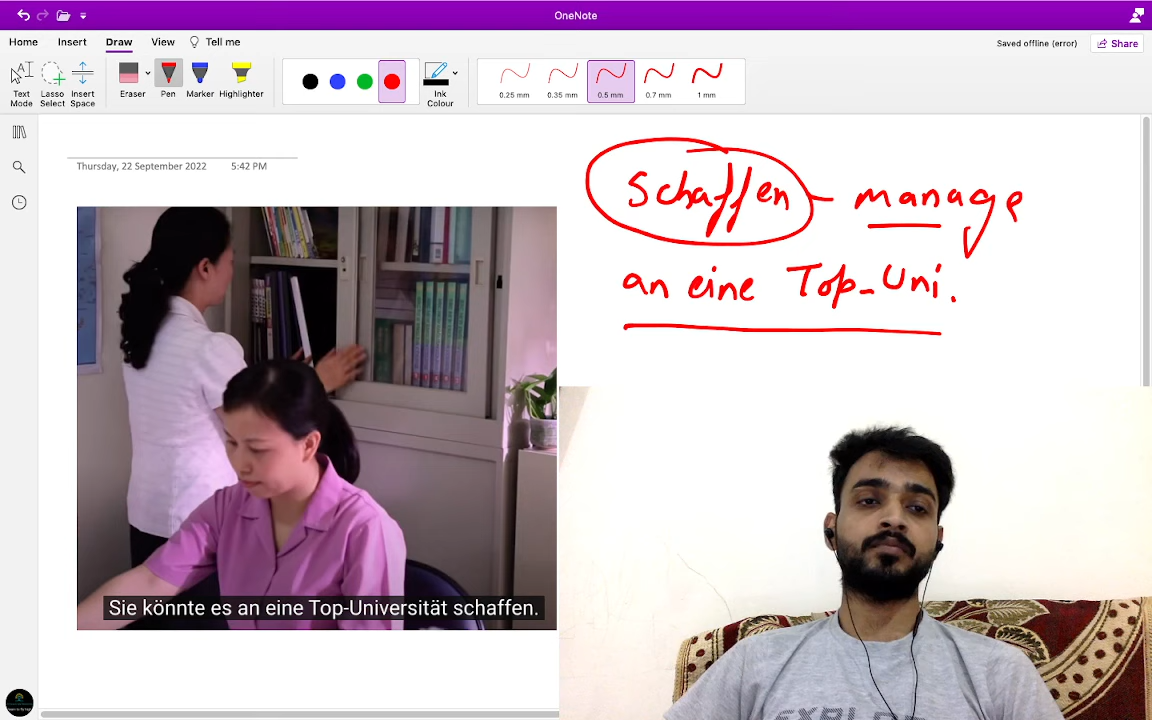 OneNote
Home Insert Draw View Tell me
Saved offline (error) Share
Text Mode
Lasso Select
Insert Space
Eraser
Pen
Marker
Highlighter
Ink Colour
0.25 mm
0.35 mm
0.5 mm
0.7 mm
1 mm
Thursday, 22 September 2022 5:42 PM
Schaffen - manage
an eine Top-Uni.
Sie könnte es an eine Top-Universität schaffen.